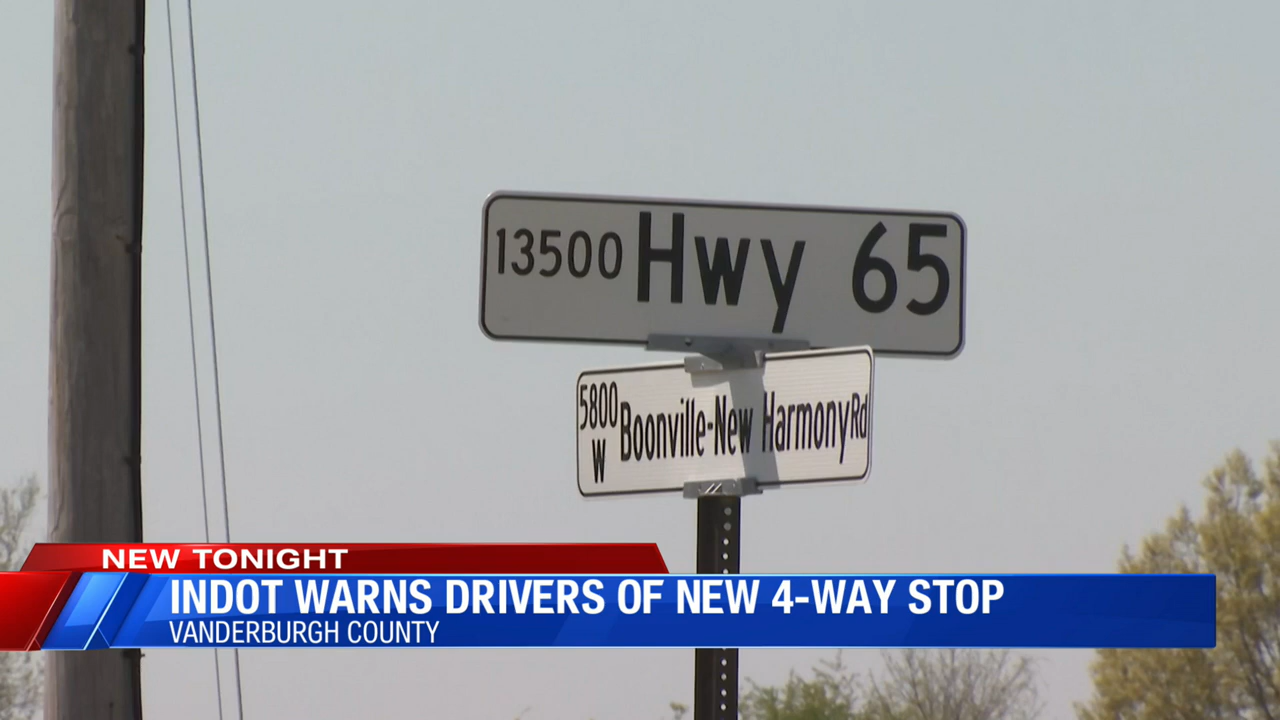 13500 Hwy 65
5800 W Boonville-New Harmony Rd
NEW TONIGHT
INDOT WARNS DRIVERS OF NEW 4-WAY STOP
VANDERBURGH COUNTY